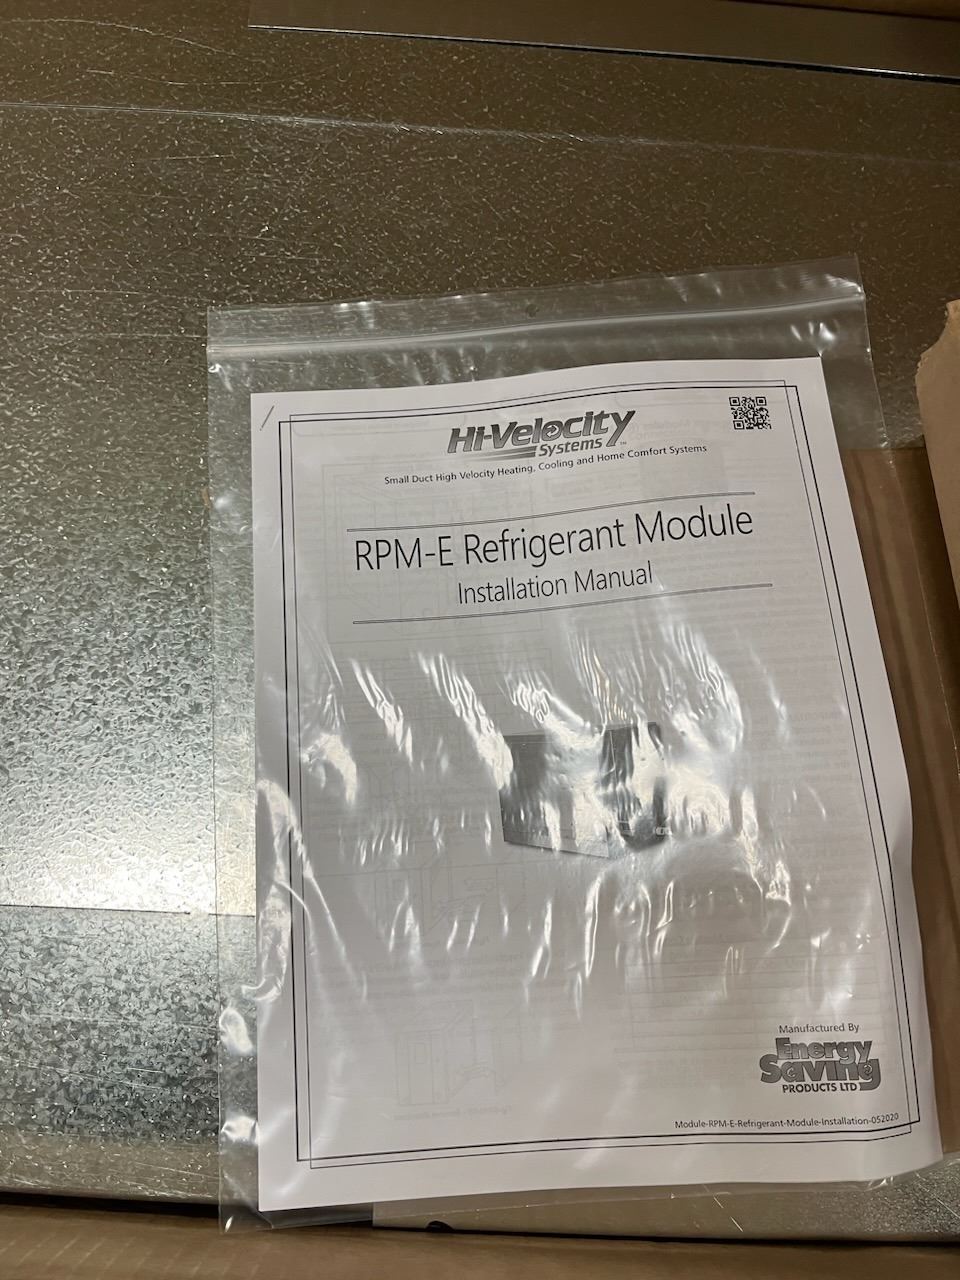 Hi-Velocity
Systems™
Small Duct High Velocity Heating, Cooling and Home Comfort Systems
RPM-E Refrigerant Module
Installation Manual
Manufactured By
Energy
Saving
PRODUCTS LTD
Module-RPM-E-Refrigerant-Module-Installation-052020